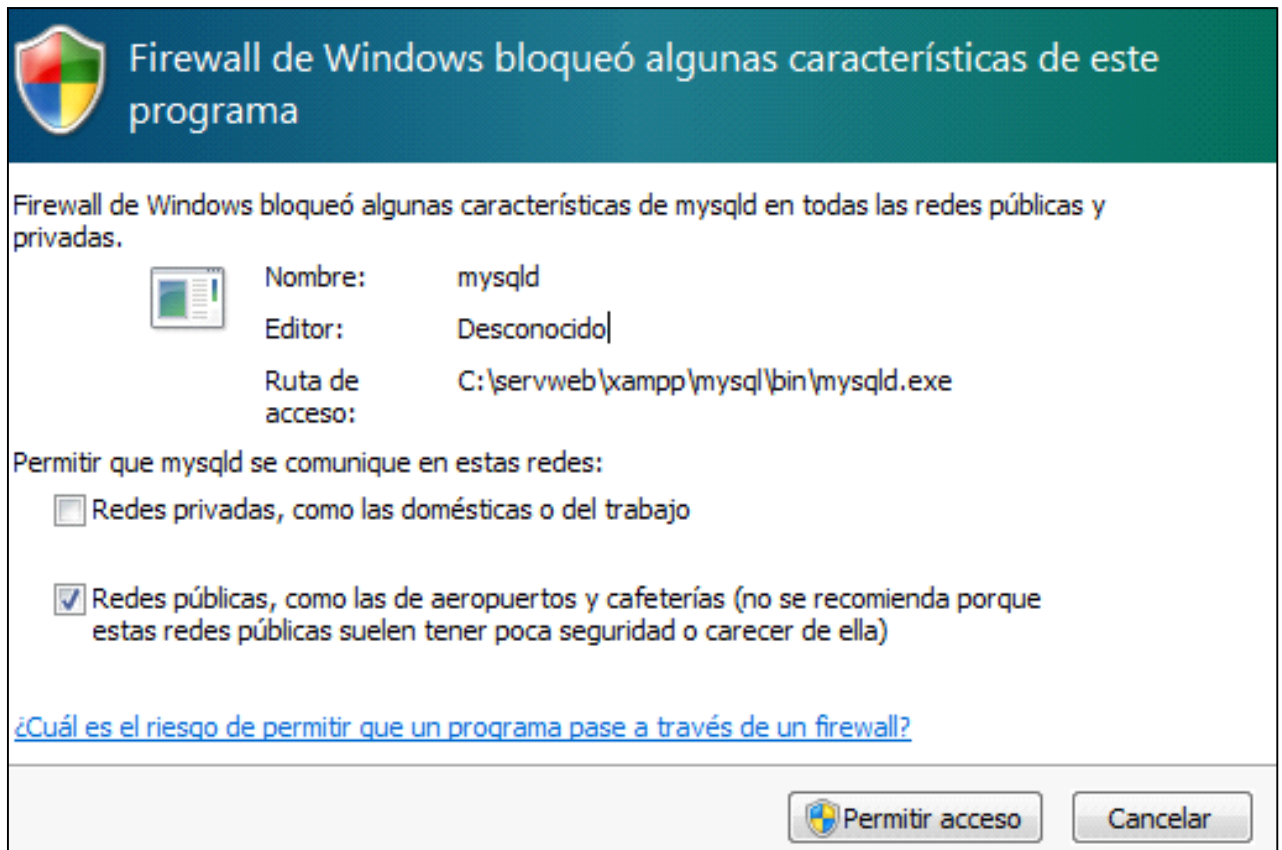 Firewall de Windows bloqueó algunas características de este
programa
Firewall de Windows bloqueó algunas características de mysqld en todas las redes públicas y
privadas.
Nombre: mysqld
Editor: Desconocido
Ruta de C:\servweb\xampp\mysql\bin\mysqld.exe
acceso:
Permitir que mysqld se comunique en estas redes:
Redes privadas, como las domésticas o del trabajo
Redes públicas, como las de aeropuertos y cafeterías (no se recomienda porque
estas redes públicas suelen tener poca seguridad o carecer de ella)
¿Cuál es el riesgo de permitir que un programa pase a través de un firewall?
Permitir acceso Cancelar